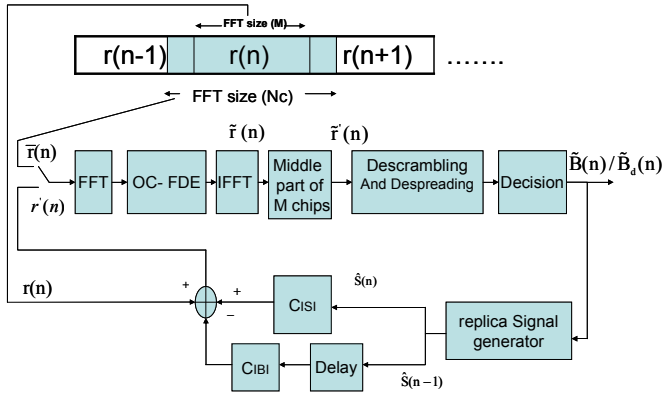 FFT size (M)
r(n-1) r(n) r(n+1) .......
FFT size (Nc)
r̅(n)
r'(n)
r̃(n)
r̃'(n)
FFT
OC- FDE
IFFT
Middle
part of
M chips
Descrambling
And Despreading
Decision
B̃(n)/B̃d(n)
r(n)
+
+
−
CISI
Ŝ(n)
replica Signal
generator
CIBI
Delay
Ŝ(n−1)